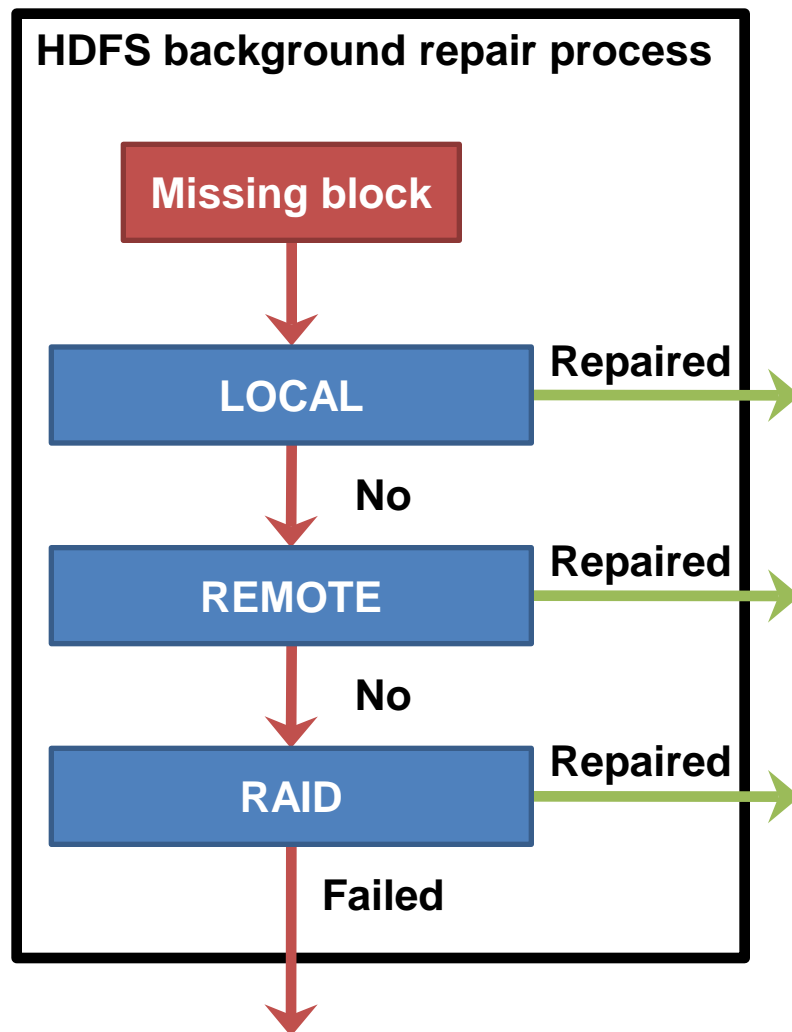 HDFS background repair process
Missing block
LOCAL
Repaired
No
REMOTE
Repaired
No
RAID
Repaired
Failed